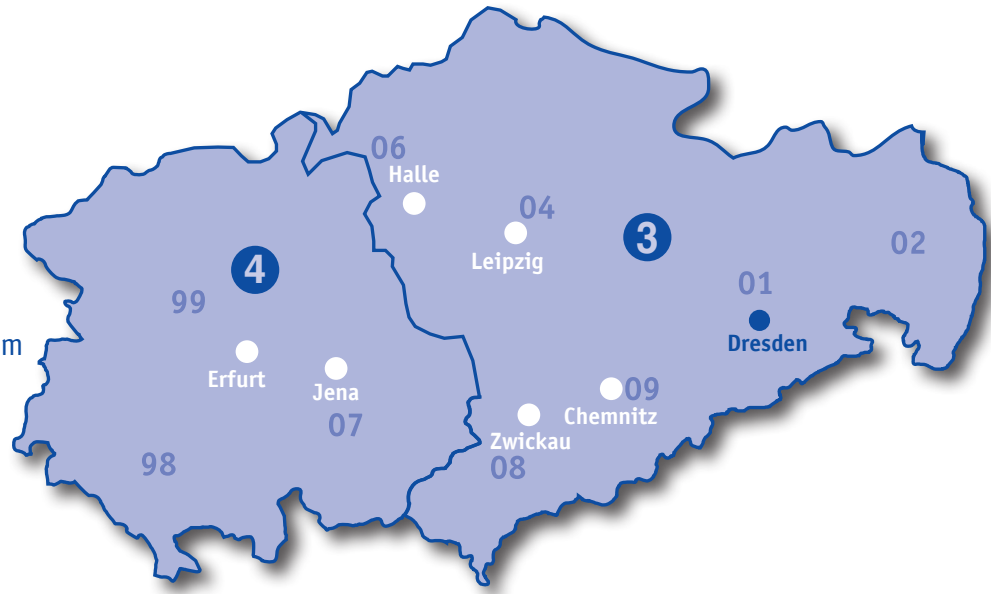 06
Halle
04
Leipzig
3
02
4
99
01
Dresden
m
Erfurt
Jena
07
09
Chemnitz
Zwickau
08
98